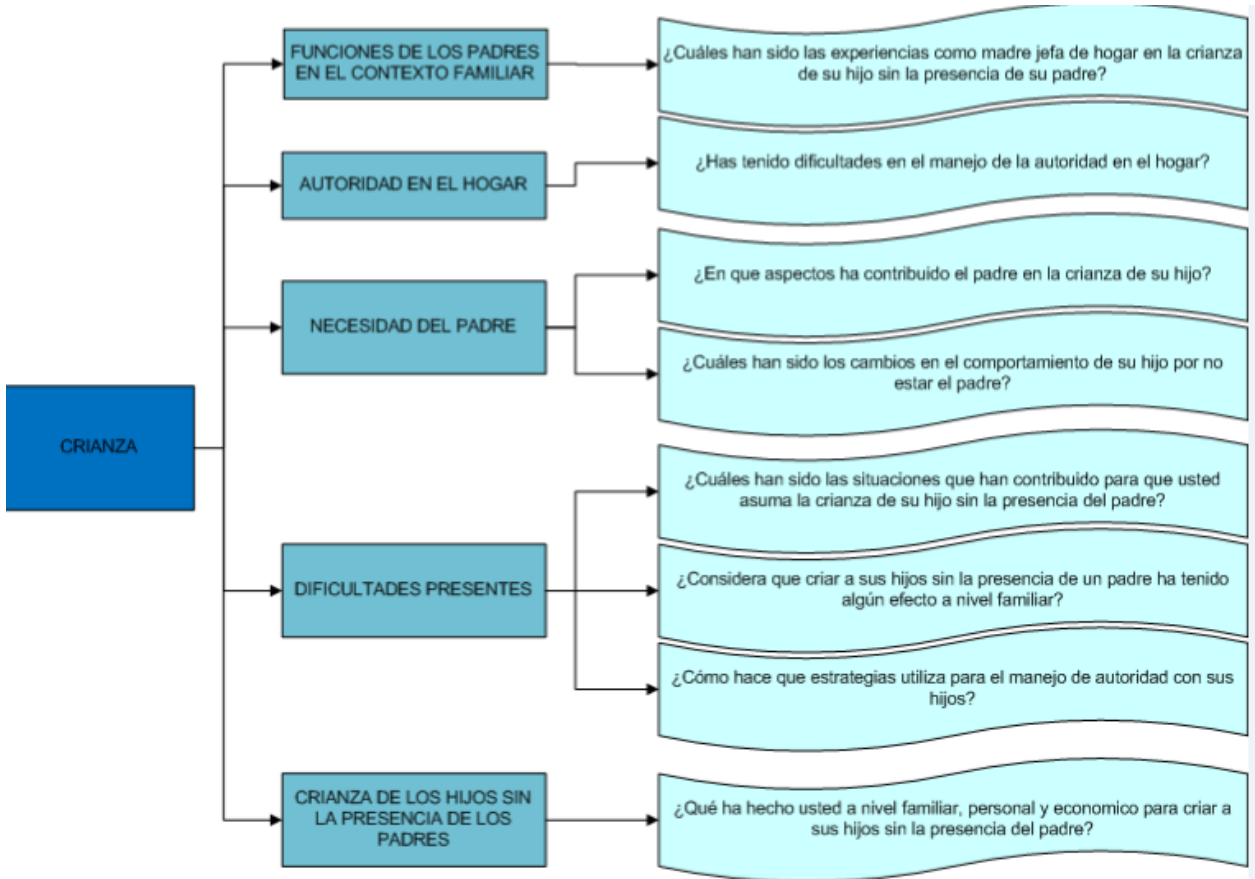 FUNCIONES DE LOS PADRES
EN EL CONTEXTO FAMILIAR
¿Cuáles han sido las experiencias como madre jefa de hogar en la crianza
de su hijo sin la presencia de su padre?
AUTORIDAD EN EL HOGAR
¿Has tenido dificultades en el manejo de la autoridad en el hogar?
NECESIDAD DEL PADRE
¿En que aspectos ha contribuido el padre en la crianza de su hijo?
¿Cuáles han sido los cambios en el comportamiento de su hijo por no
estar el padre?
CRIANZA
DIFICULTADES PRESENTES
¿Cuáles han sido las situaciones que han contribuido para que usted
asuma la crianza de su hijo sin la presencia del padre?
¿Considera que criar a sus hijos sin la presencia de un padre ha tenido
algún efecto a nivel familiar?
¿Cómo hace que estrategias utiliza para el manejo de autoridad con sus
hijos?
CRIANZA DE LOS HIJOS SIN
LA PRESENCIA DE LOS
PADRES
¿Qué ha hecho usted a nivel familiar, personal y economico para criar a
sus hijos sin la presencia del padre?